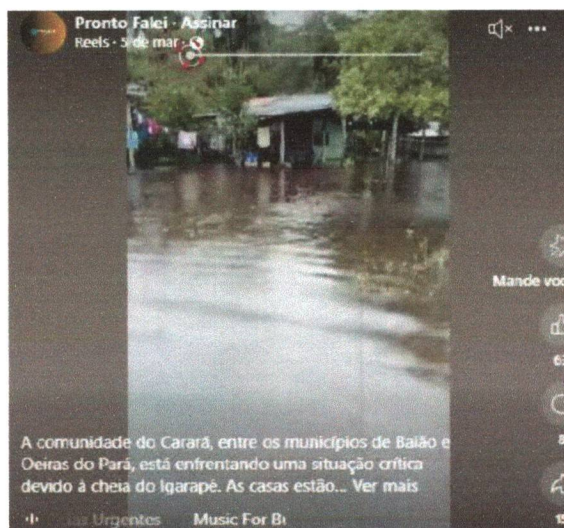 Pronto Falei · Assinar
Reels · 5 de mar ·
Mande você
A comunidade do Carará, entre os municípios de Baião e
Oeiras do Pará, está enfrentando uma situação crítica
devido à cheia do Igarapé. As casas estão... Ver mais
Urgentes Music For